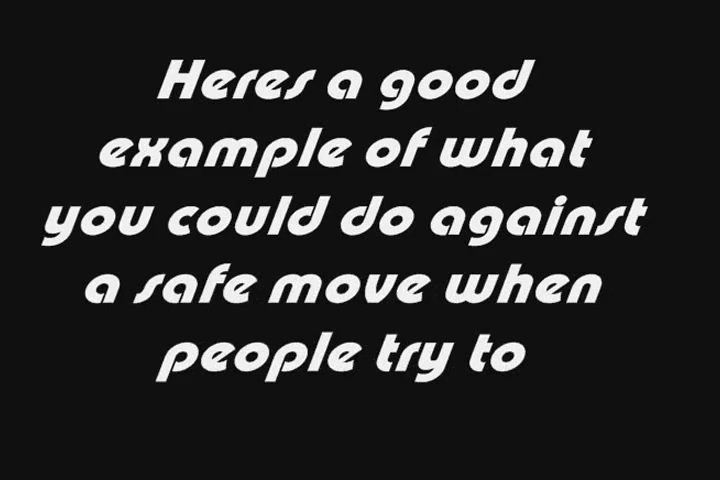 Heres a good
example of what
you could do against
a safe move when
people try to